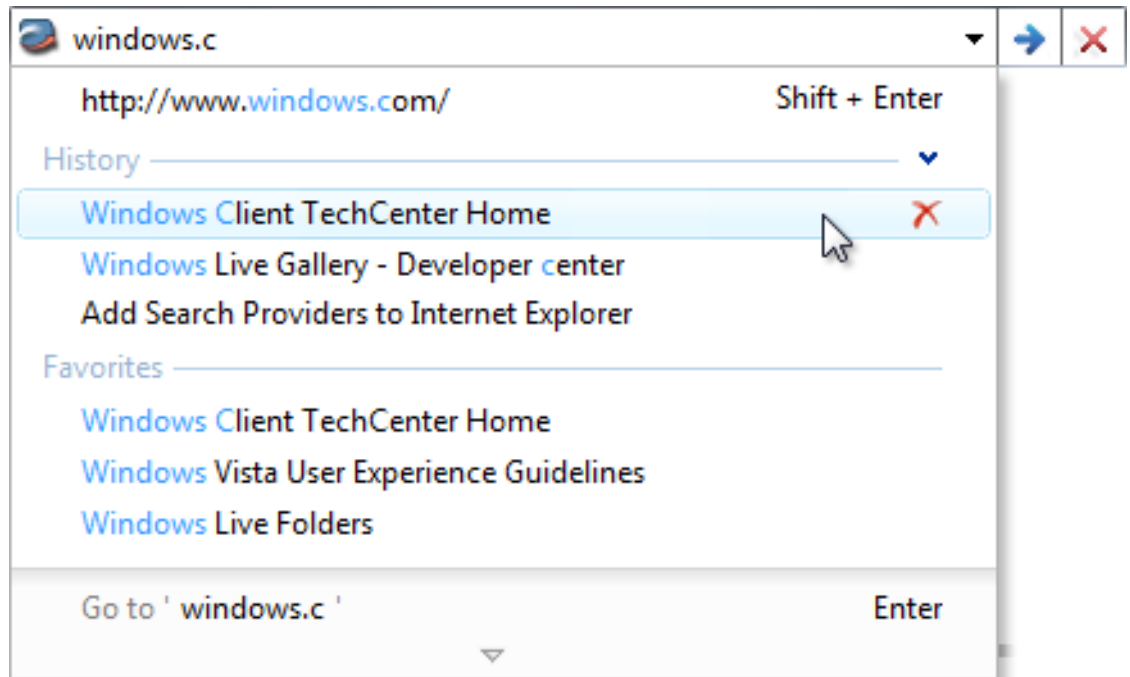 windows.c
http://www.windows.com/ Shift + Enter
History
Windows Client TechCenter Home
Windows Live Gallery - Developer center
Add Search Providers to Internet Explorer
Favorites
Windows Client TechCenter Home
Windows Vista User Experience Guidelines
Windows Live Folders
Go to ' windows.c ' Enter